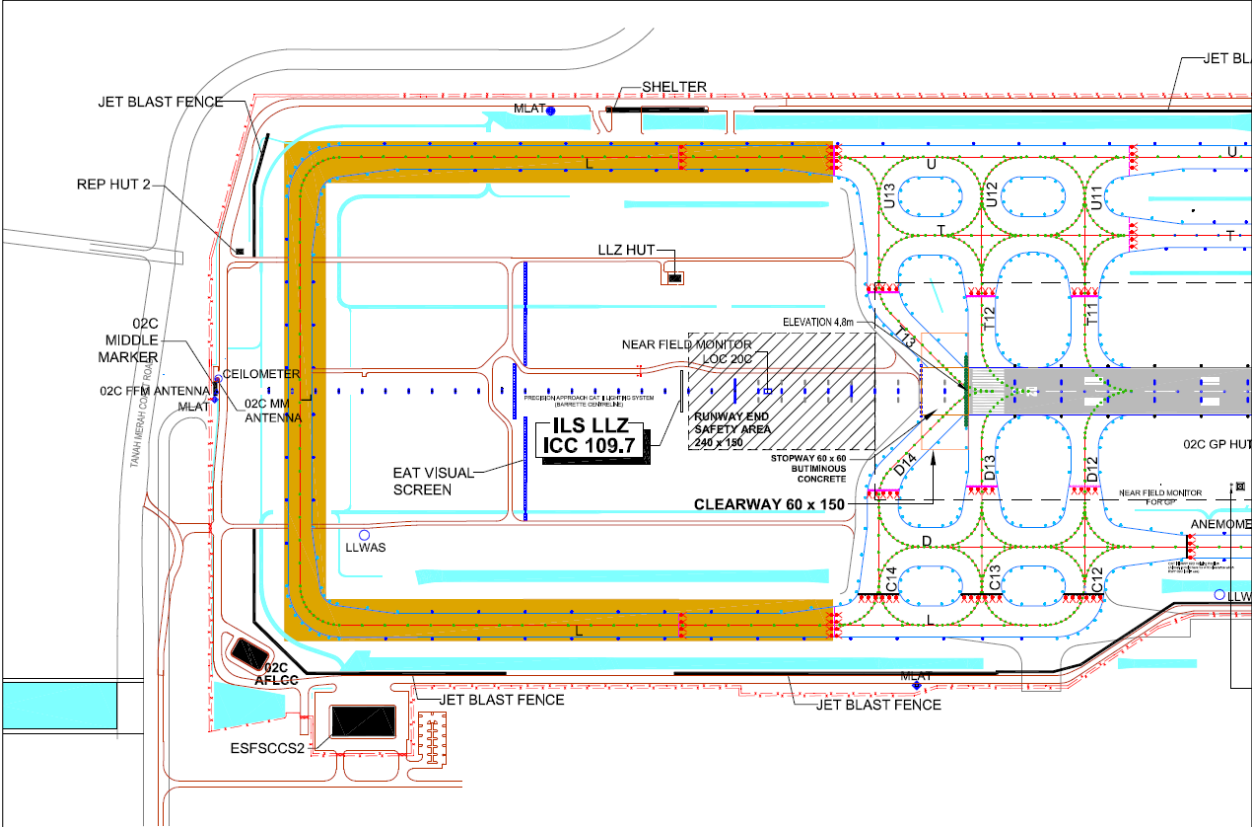 JET BLA
SHELTER
JET BLAST FENCE
MLAT
L
U
U
REP HUT 2
U13
U12
U11
T
T
LLZ HUT
02C
MIDDLE
MARKER
ELEVATION 4,8m
T13
T12
T11
NEAR FIELD MONITOR
LOC 20C
CEILOMETER
02C FFM ANTENNA
MLAT
02C MM
ANTENNA
TANAH MERAH COAST ROAD
PRECISION APPROACH CAT II LIGHTING SYSTEM
(BARRETTE CENTRELINE)
ILS LLZ
ICC 109.7
RUNWAY END
SAFETY AREA
240 x 150
EAT VISUAL
SCREEN
STOPWAY 60 x 60
BUTIMINOUS
CONCRETE
D14
D13
D12
02C GP HUT
CLEARWAY 60 x 150
NEAR FIELD MONITOR
FOR GP
ANEMOME
LLWAS
D
C14
C13
C12
LLW
L
L
02C
AFLCC
MLAT
JET BLAST FENCE
JET BLAST FENCE
ESFSCCS2